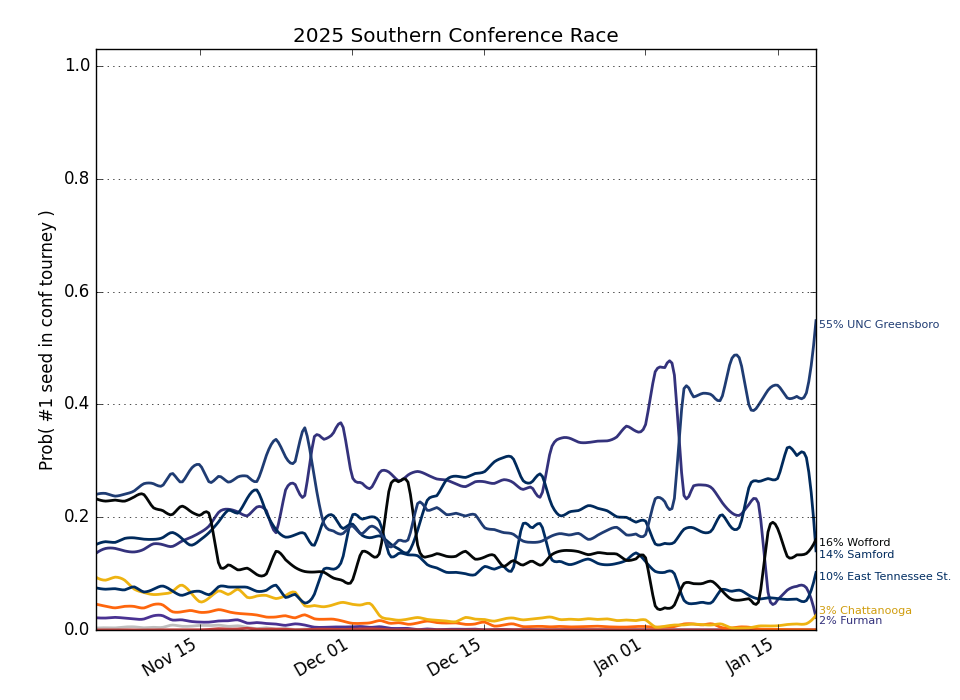 2025 Southern Conference Race
Prob( #1 seed in conf tourney )
1.0
0.8
0.6
0.4
0.2
0.0
Nov 15
Dec 01
Dec 15
Jan 01
Jan 15
55% UNC Greensboro
16% Wofford
14% Samford
10% East Tennessee St.
3% Chattanooga
2% Furman